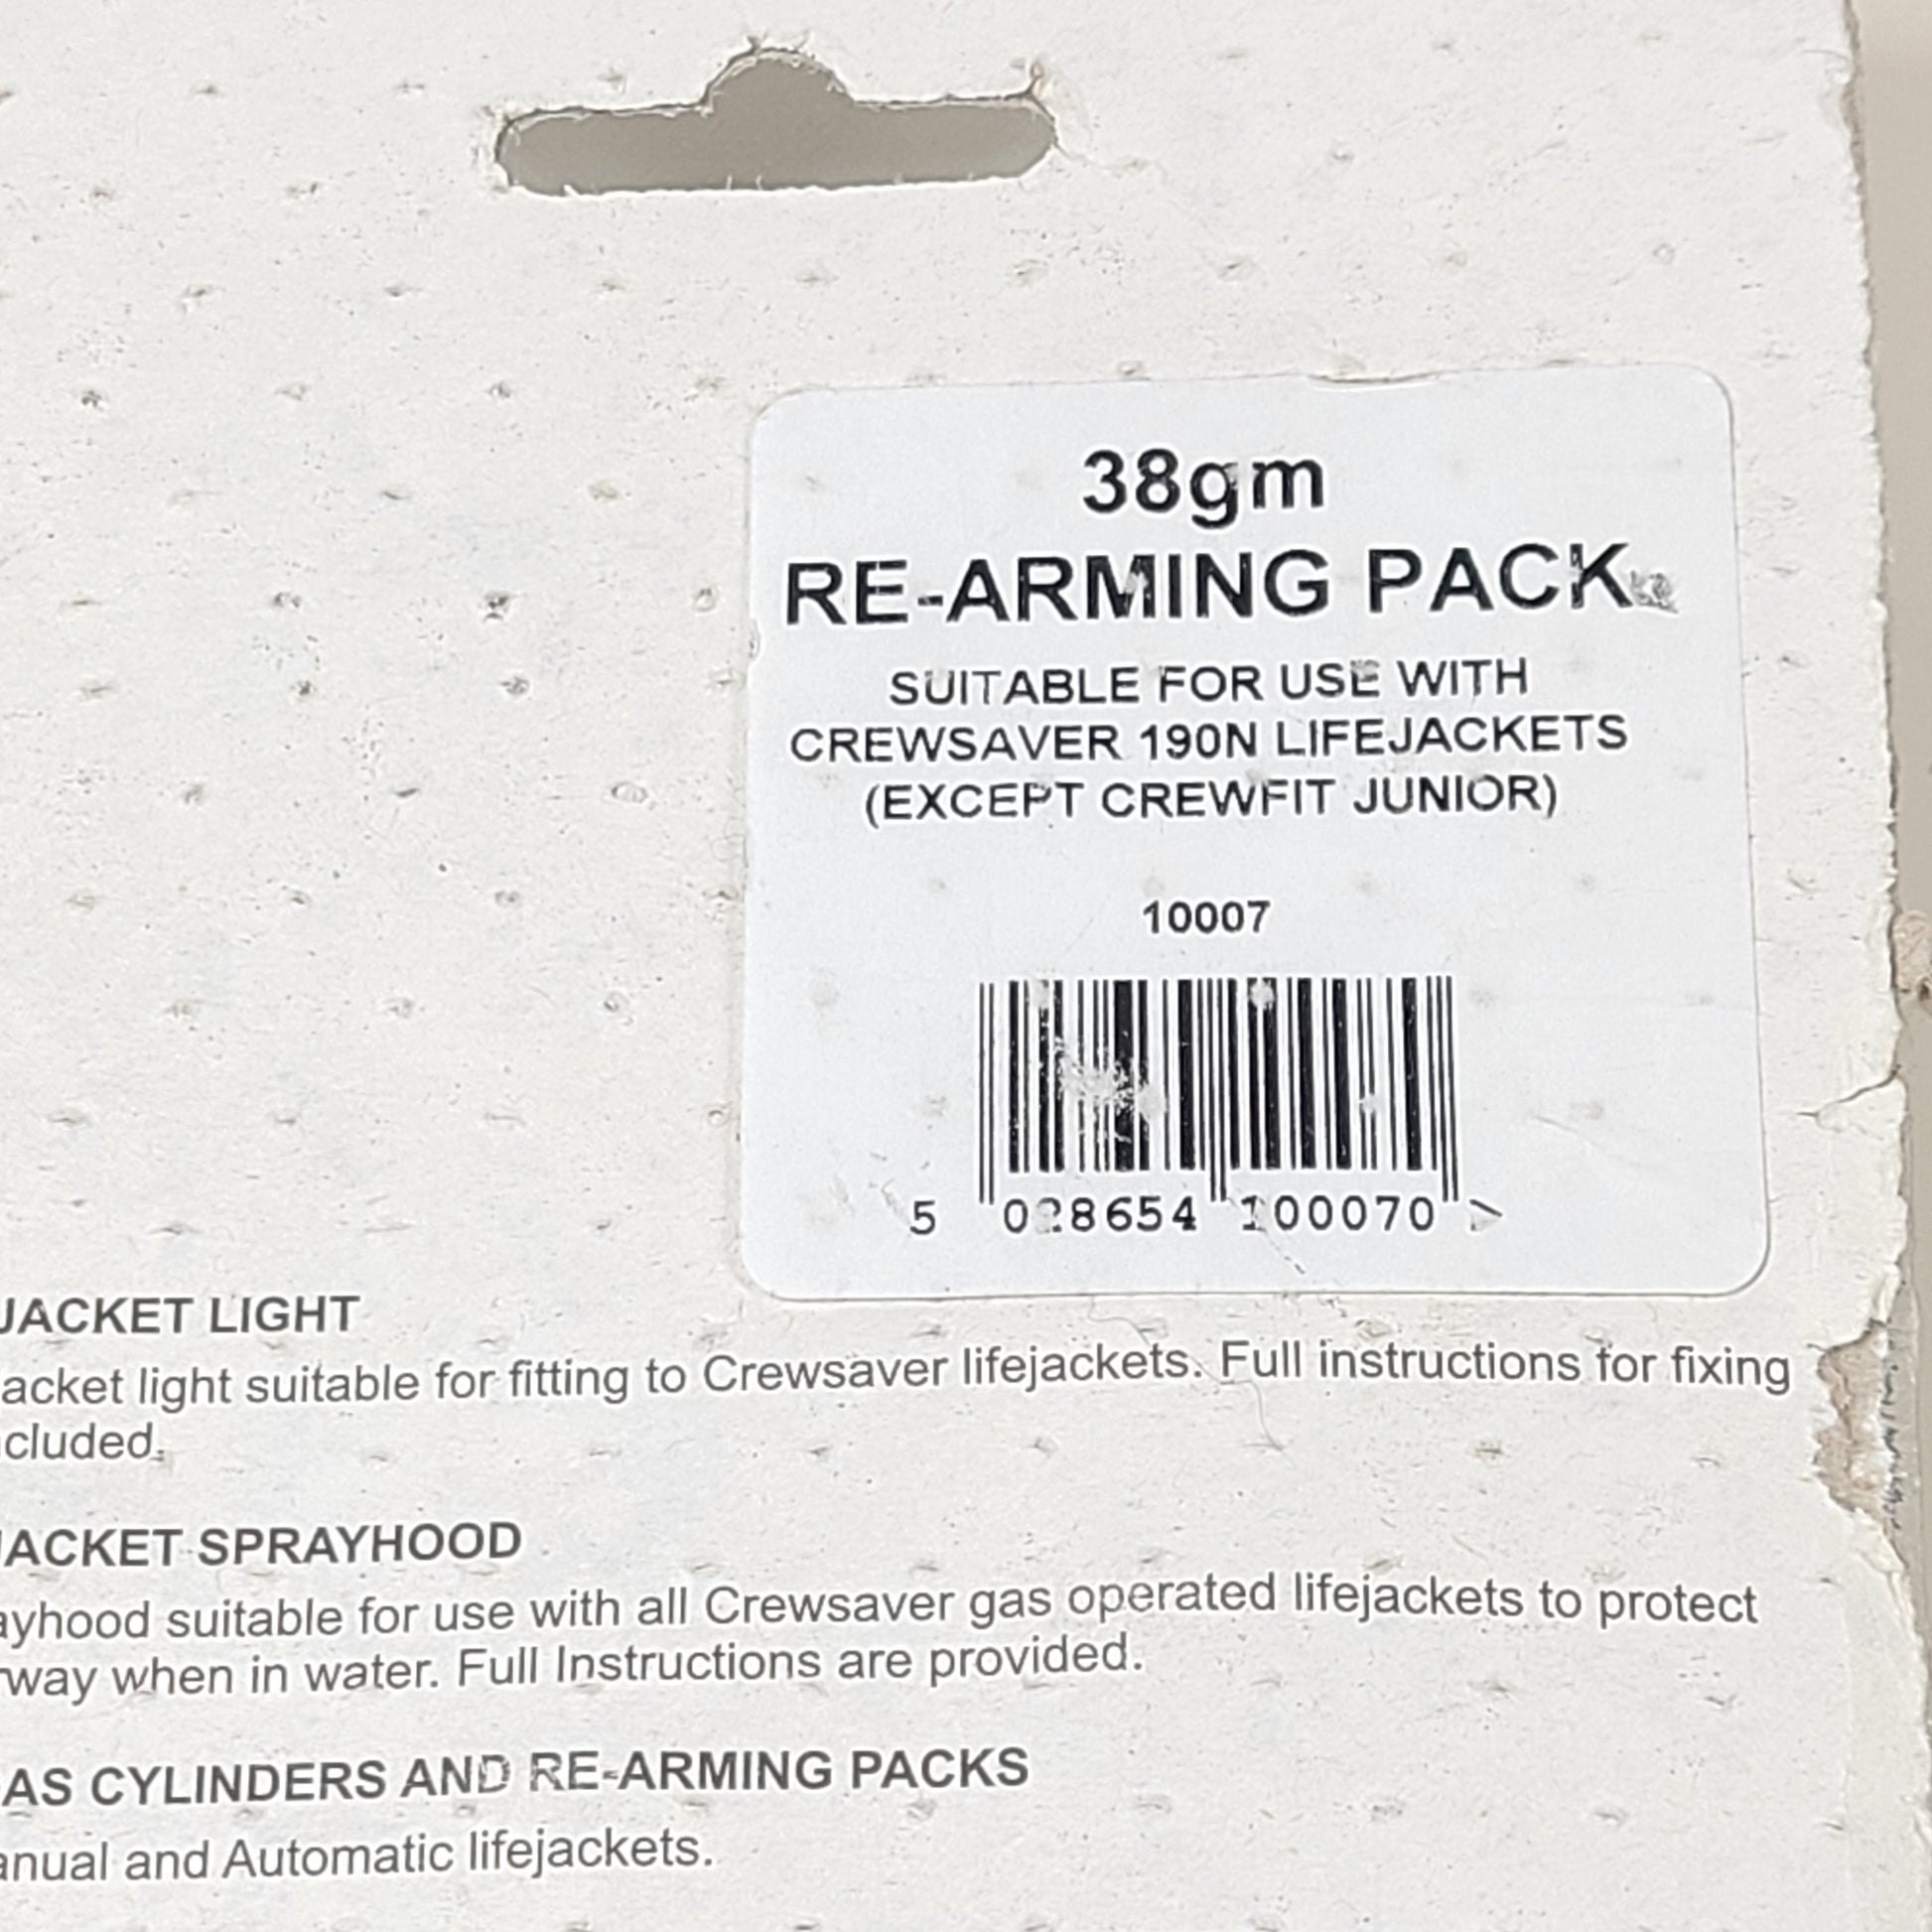 38gm
RE-ARMING PACK
SUITABLE FOR USE WITH
CREWSAVER 190N LIFEJACKETS
(EXCEPT CREWFIT JUNIOR)
10007
5 028654 100070 >
JACKET LIGHT
acket light suitable for fitting to Crewsaver lifejackets. Full instructions for fixing
cluded.
JACKET SPRAYHOOD
ayhood suitable for use with all Crewsaver gas operated lifejackets to protect
rway when in water. Full Instructions are provided.
AS CYLINDERS AND RE-ARMING PACKS
anual and Automatic lifejackets.